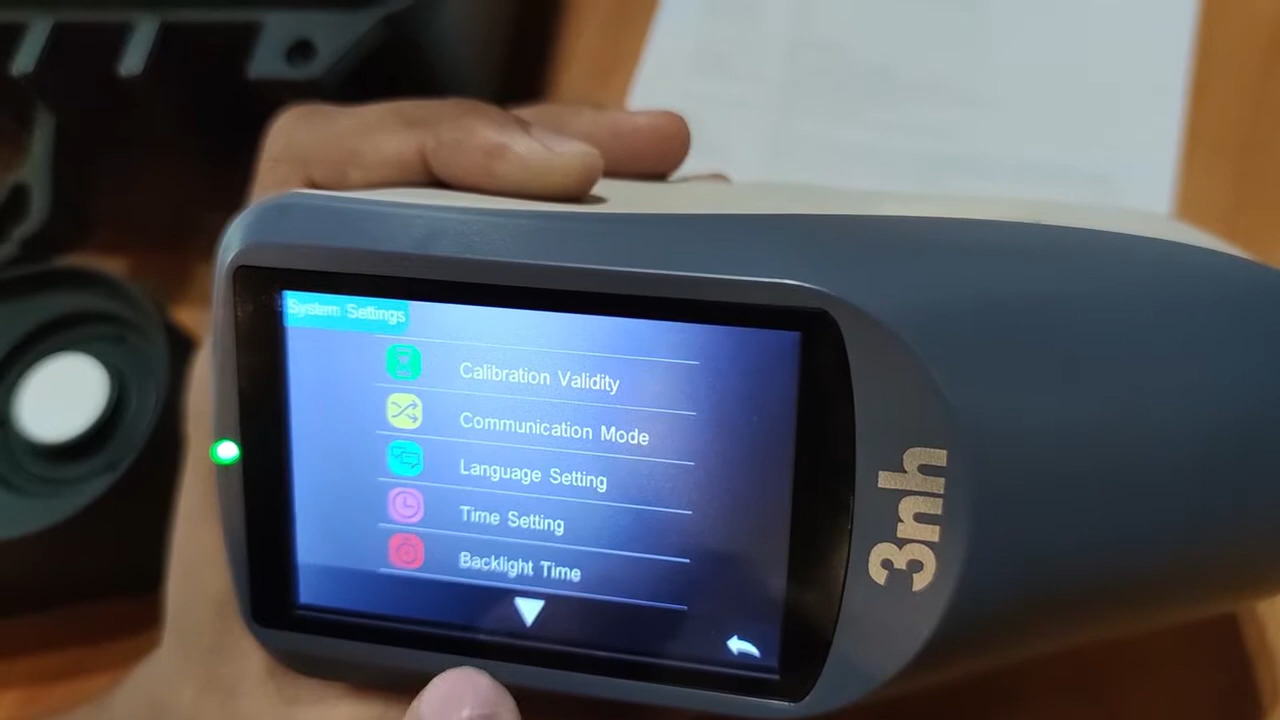 System Settings
Calibration Validity
Communication Mode
Language Setting
Time Setting
Backlight Time
3nh